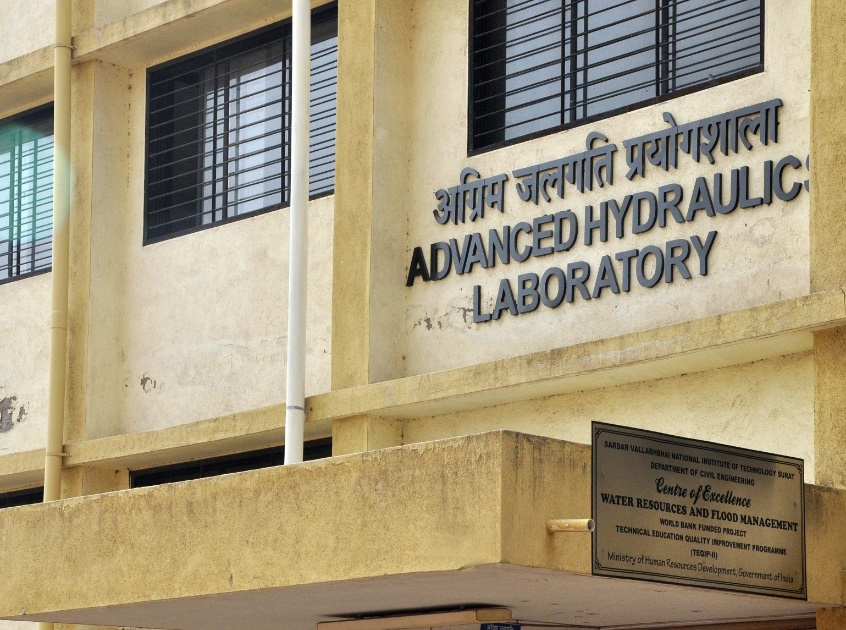 अग्रिम जलगति प्रयोगशाला
ADVANCED HYDRAULICS
LABORATORY
SARDAR VALLABHBHAI NATIONAL INSTITUTE OF TECHNOLOGY SURAT
DEPARTMENT OF CIVIL ENGINEERING
Centre of Excellence
WATER RESOURCES AND FLOOD MANAGEMENT
WORLD BANK FUNDED PROJECT
TECHNICAL EDUCATION QUALITY IMPROVEMENT PROGRAMME
(TEQIP-II)
Ministry of Human Resources Development, Government of India